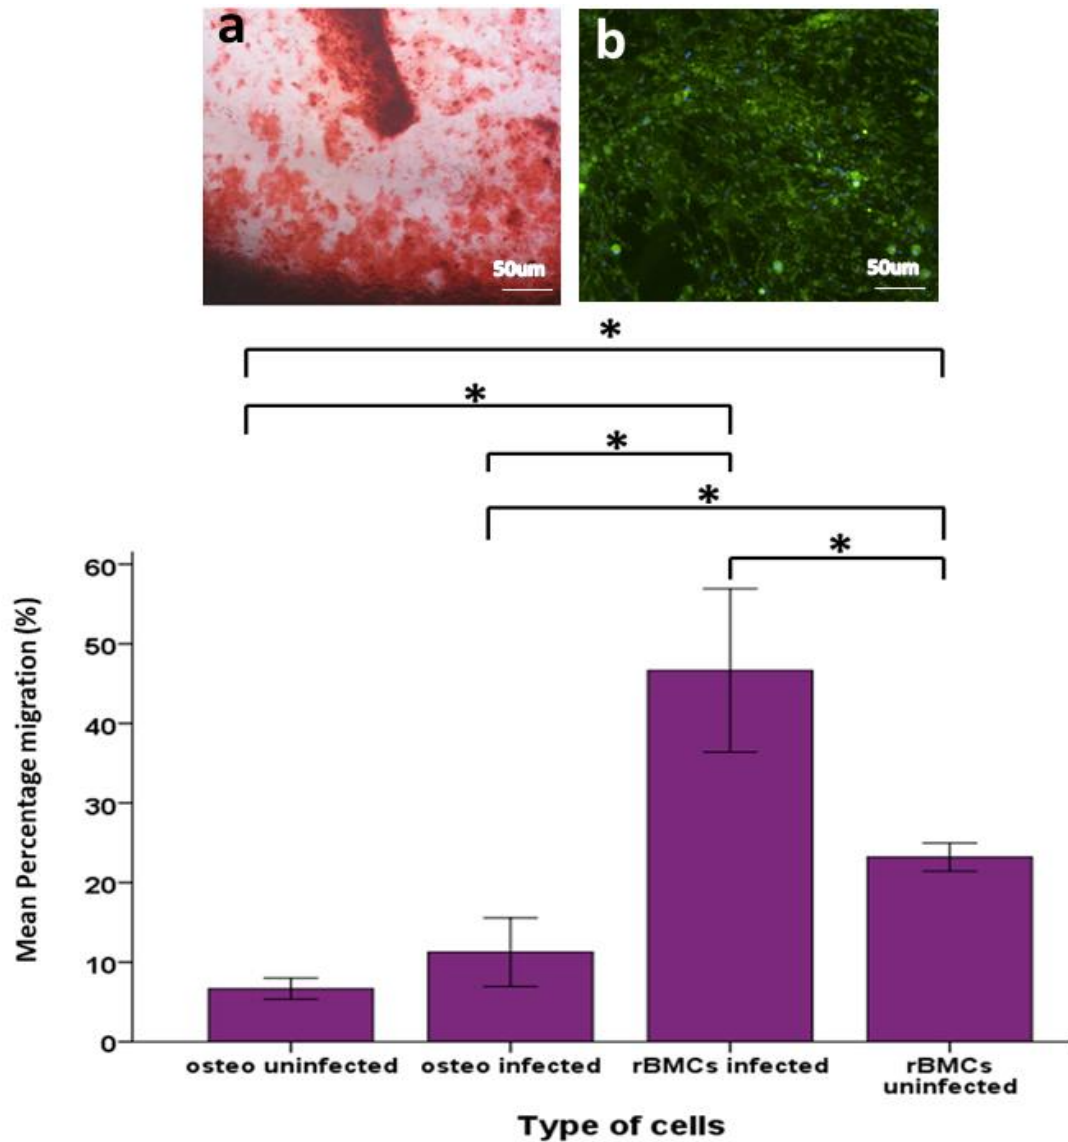 a
b
50um
50um
*
*
*
*
*
Mean Percentage migration (%)
60
50
40
30
20
10
0
osteo uninfected
osteo infected
rBMCs infected
rBMCs
uninfected
Type of cells